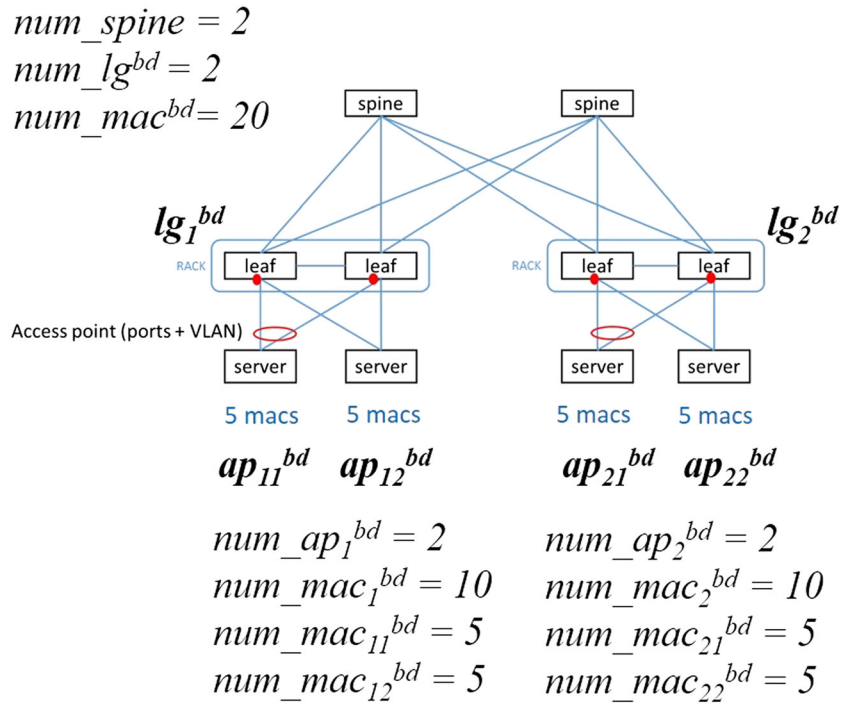 num_spine = 2
num_lg^bd = 2
num_mac^bd = 20
spine spine
lg_1^bd lg_2^bd
RACK leaf leaf RACK leaf leaf
Access point (ports + VLAN)
server server server server
5 macs 5 macs 5 macs 5 macs
ap_11^bd ap_12^bd ap_21^bd ap_22^bd
num_ap_1^bd = 2 num_ap_2^bd = 2
num_mac_1^bd = 10 num_mac_2^bd = 10
num_mac_11^bd = 5 num_mac_21^bd = 5
num_mac_12^bd = 5 num_mac_22^bd = 5